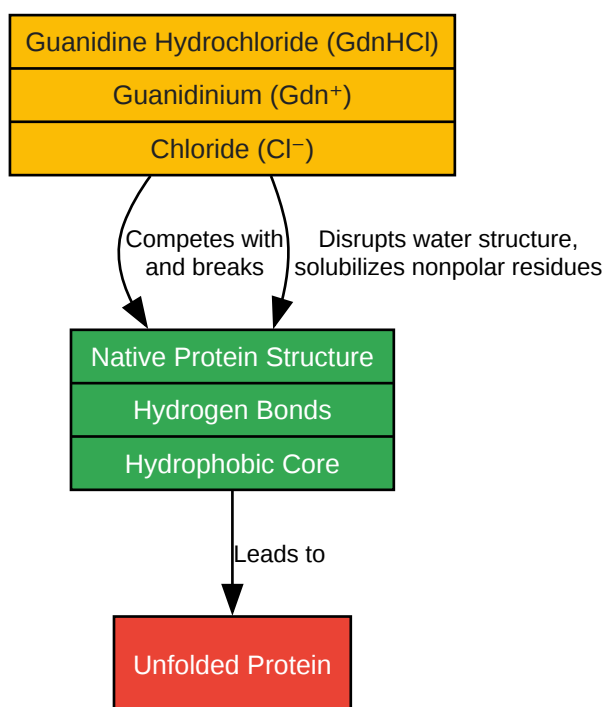 Guanidine Hydrochloride (GdnHCl)
Guanidinium (Gdn⁺)
Chloride (Cl⁻)
Competes with
and breaks
Disrupts water structure,
solubilizes nonpolar residues
Native Protein Structure
Hydrogen Bonds
Hydrophobic Core
Leads to
Unfolded Protein